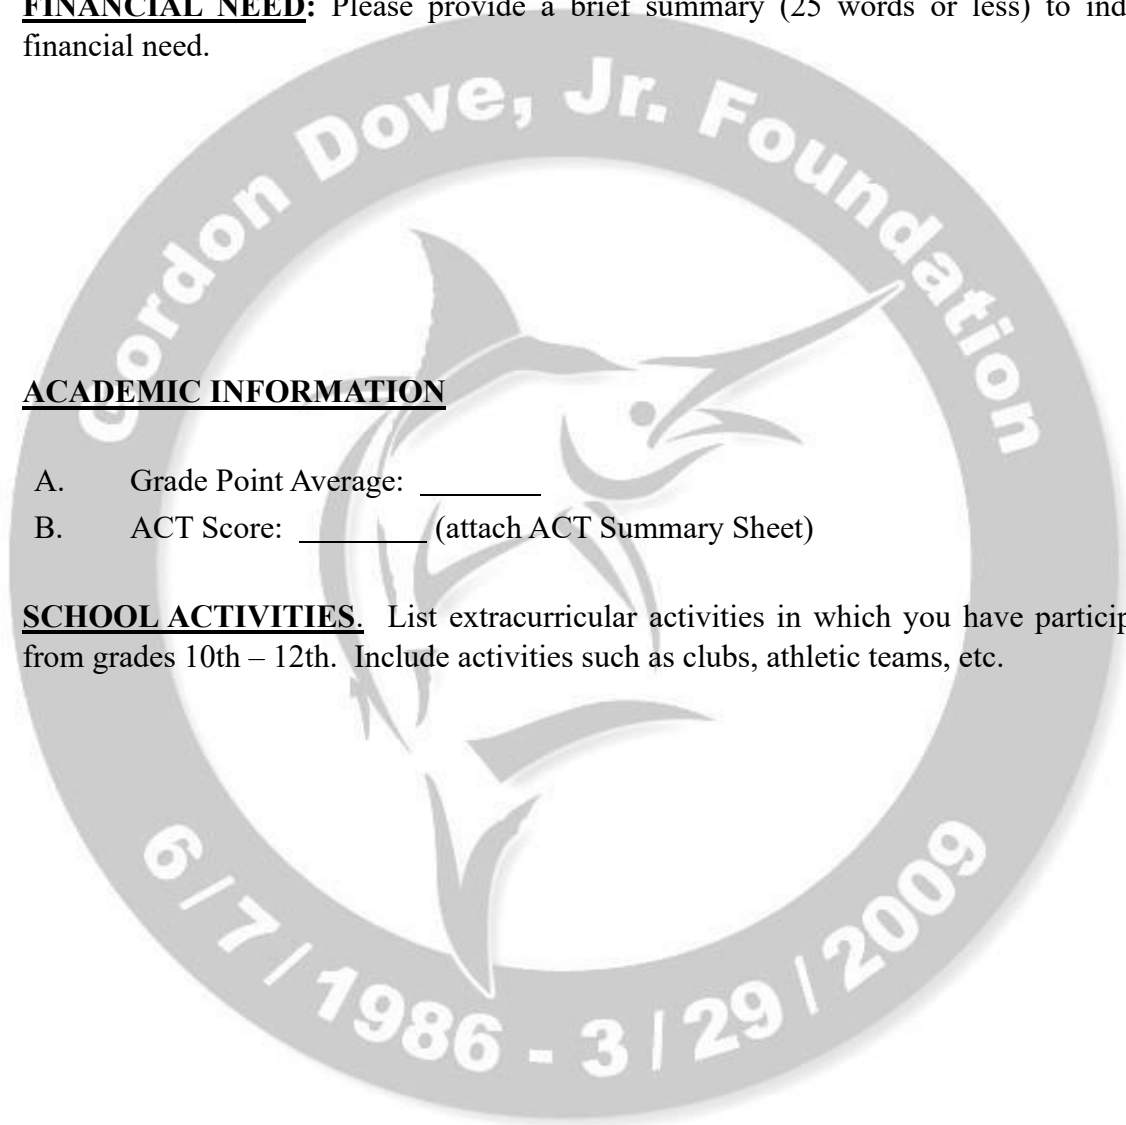 FINANCIAL NEED: Please provide a brief summary (25 words or less) to ind
financial need.
Gordon Dove, Jr. Foundation
ACADEMIC INFORMATION
A. Grade Point Average: ________
B. ACT Score: ________ (attach ACT Summary Sheet)
SCHOOL ACTIVITIES. List extracurricular activities in which you have particip
from grades 10th – 12th. Include activities such as clubs, athletic teams, etc.
6 / 7 / 1986 - 3 / 29 / 2009